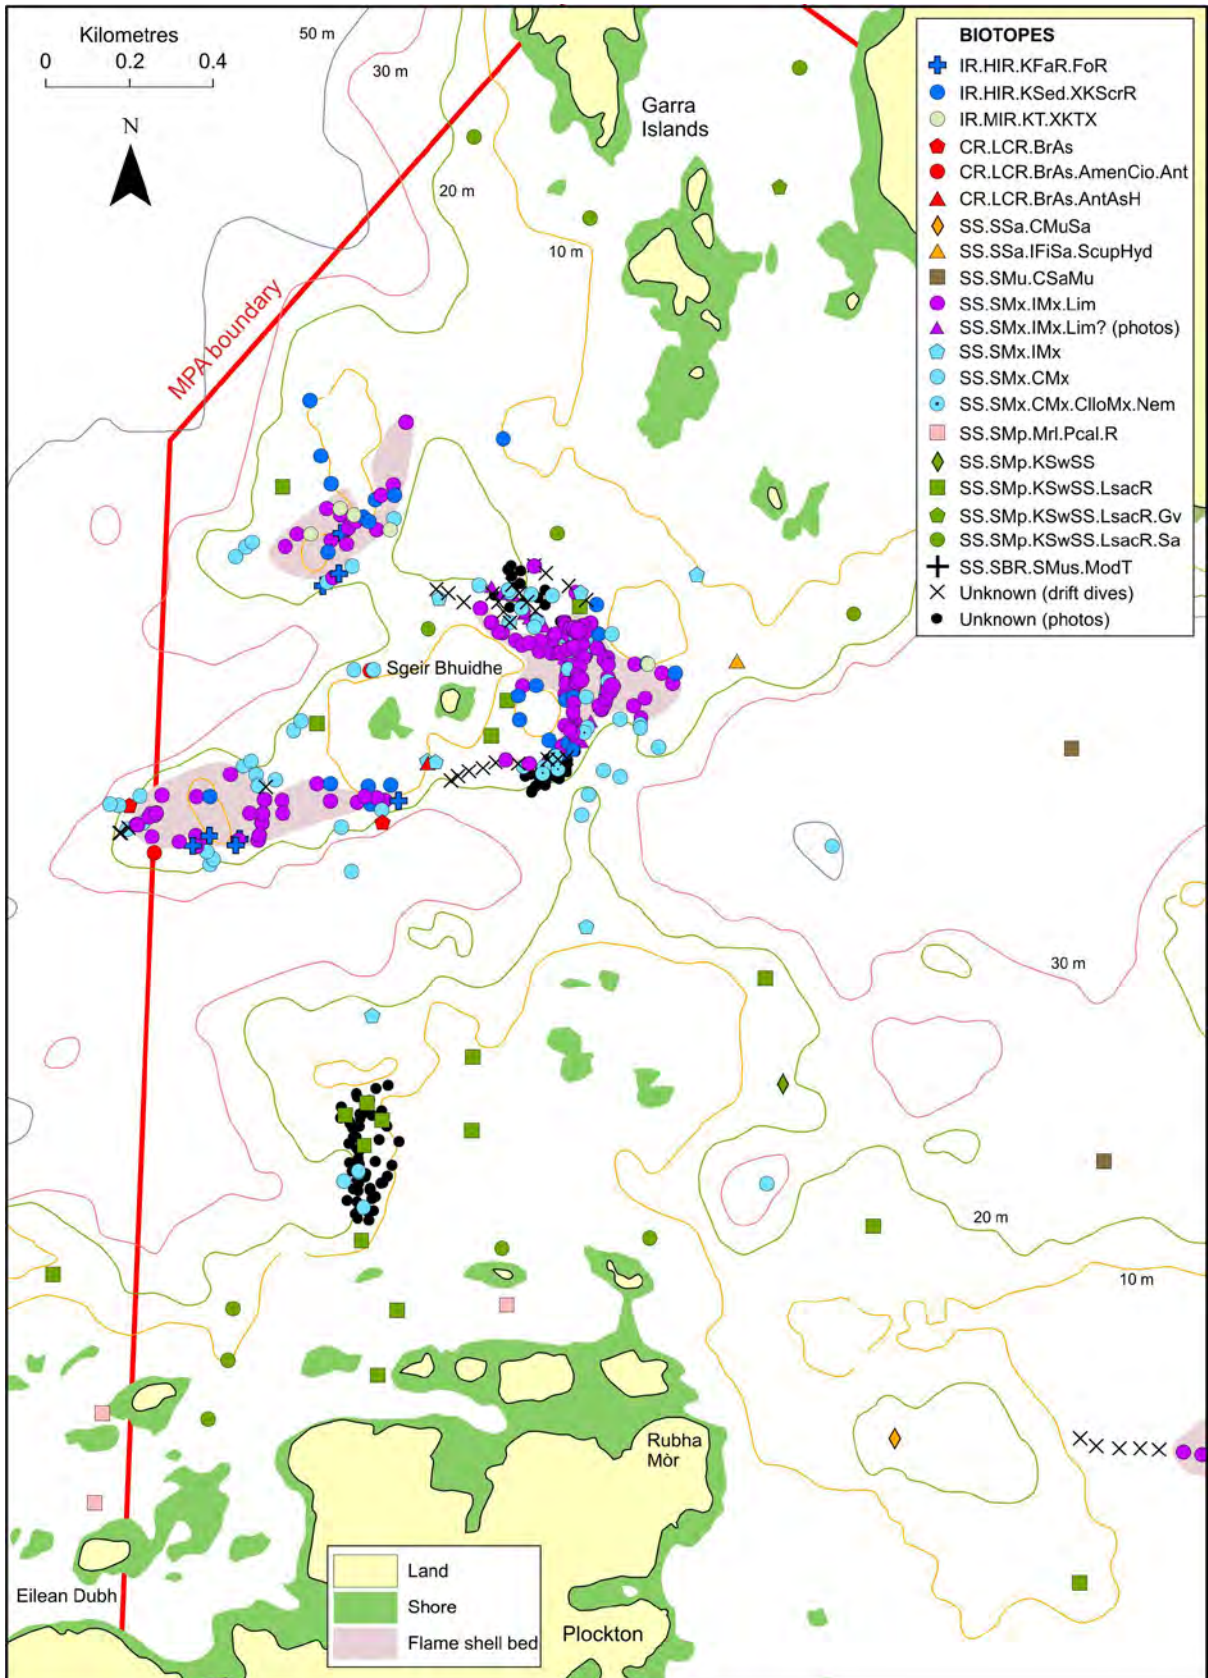 Kilometres
0 0.2 0.4
N
50 m
30 m
20 m
10 m
MPA boundary
Garra
Islands
BIOTOPES
IR.HIR.KFaR.FoR
IR.HIR.KSed.XKScrR
IR.MIR.KT.XKTX
CR.LCR.BrAs
CR.LCR.BrAs.AmenCio.Ant
CR.LCR.BrAs.AntAsH
SS.SSa.CMuSa
SS.SSa.IFiSa.ScupHyd
SS.SMu.CSaMu
SS.SMx.IMx.Lim
SS.SMx.IMx.Lim? (photos)
SS.SMx.IMx
SS.SMx.CMx
SS.SMx.CMx.ClloMx.Nem
SS.SMp.Mrl.Pcal.R
SS.SMp.KSwSS
SS.SMp.KSwSS.LsacR
SS.SMp.KSwSS.LsacR.Gv
SS.SMp.KSwSS.LsacR.Sa
SS.SBR.SMus.ModT
Unknown (drift dives)
Unknown (photos)
Sgeir Bhuidhe
30 m
20 m
10 m
Rubha
Mòr
Eilean Dubh
Plockton
Land
Shore
Flame shell bed